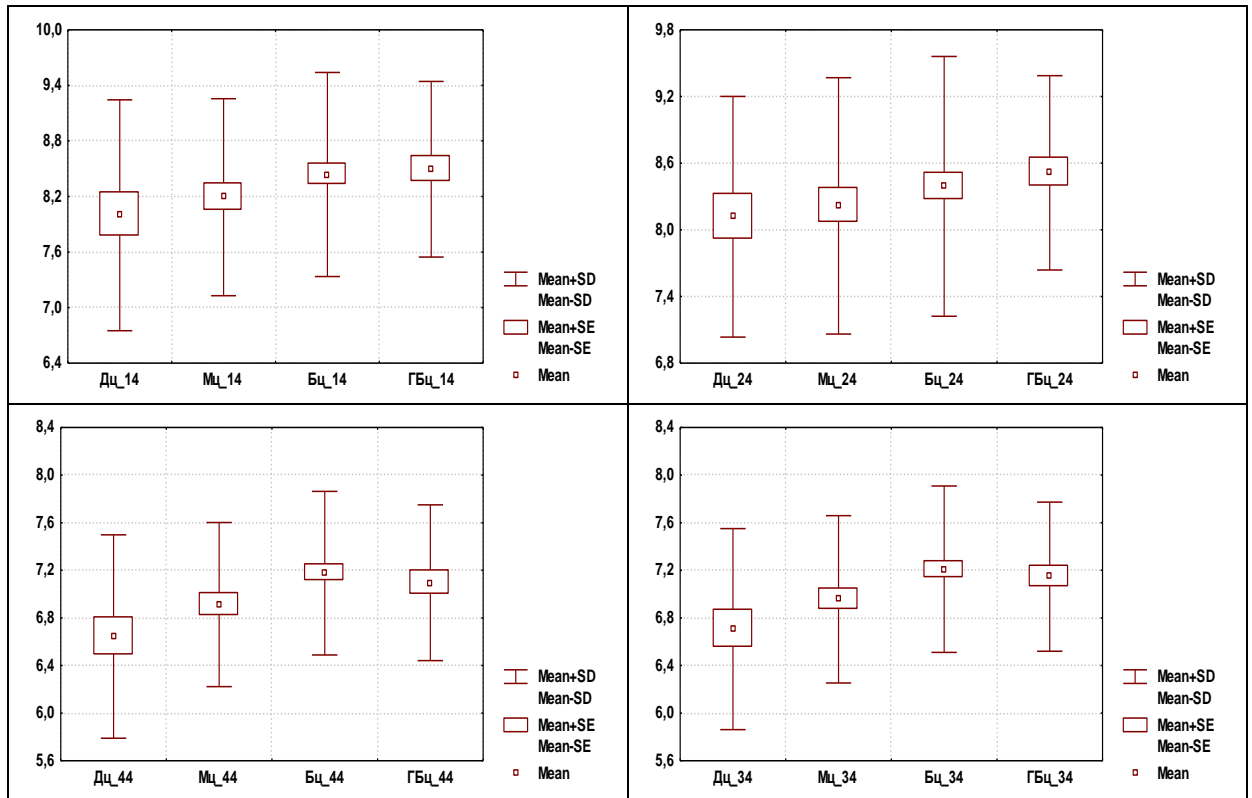 10,0
9,4
8,8
8,2
7,6
7,0
6,4
Дц_14 Мц_14 Бц_14 ГБц_14
Mean+SD
Mean-SD
Mean+SE
Mean-SE
Mean
9,8
9,2
8,6
8,0
7,4
6,8
Дц_24 Мц_24 Бц_24 ГБц_24
Mean+SD
Mean-SD
Mean+SE
Mean-SE
Mean
8,4
8,0
7,6
7,2
6,8
6,4
6,0
5,6
Дц_44 Мц_44 Бц_44 ГБц_44
Mean+SD
Mean-SD
Mean+SE
Mean-SE
Mean
8,4
8,0
7,6
7,2
6,8
6,4
6,0
5,6
Дц_34 Мц_34 Бц_34 ГБц_34
Mean+SD
Mean-SD
Mean+SE
Mean-SE
Mean